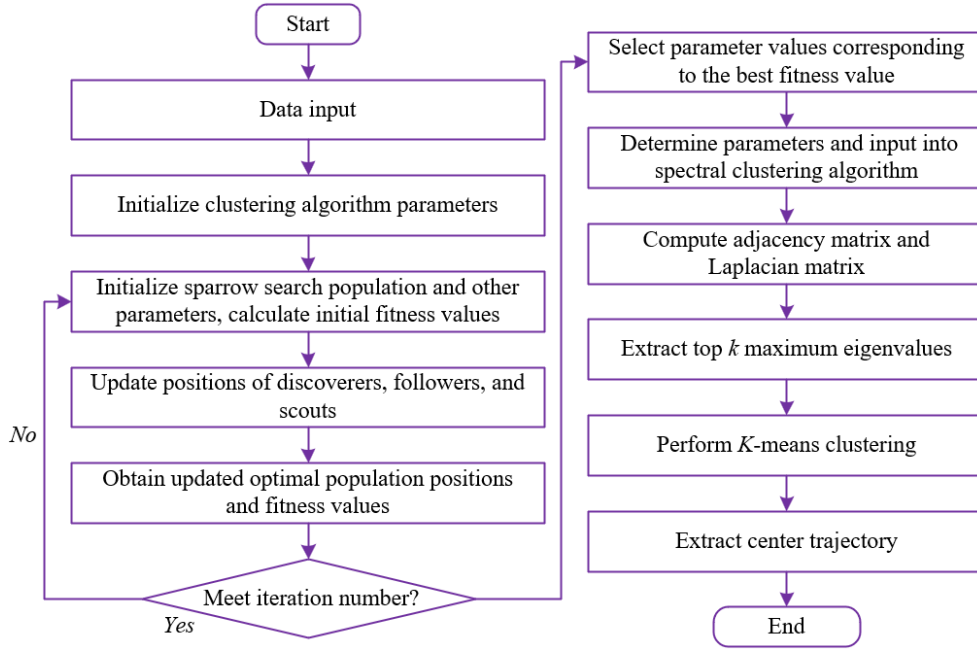 Start
Data input
Initialize clustering algorithm parameters
Initialize sparrow search population and other
parameters, calculate initial fitness values
Update positions of discoverers, followers, and
scouts
No
Obtain updated optimal population positions
and fitness values
Meet iteration number?
Yes
Select parameter values corresponding
to the best fitness value
Determine parameters and input into
spectral clustering algorithm
Compute adjacency matrix and
Laplacian matrix
Extract top k maximum eigenvalues
Perform K-means clustering
Extract center trajectory
End